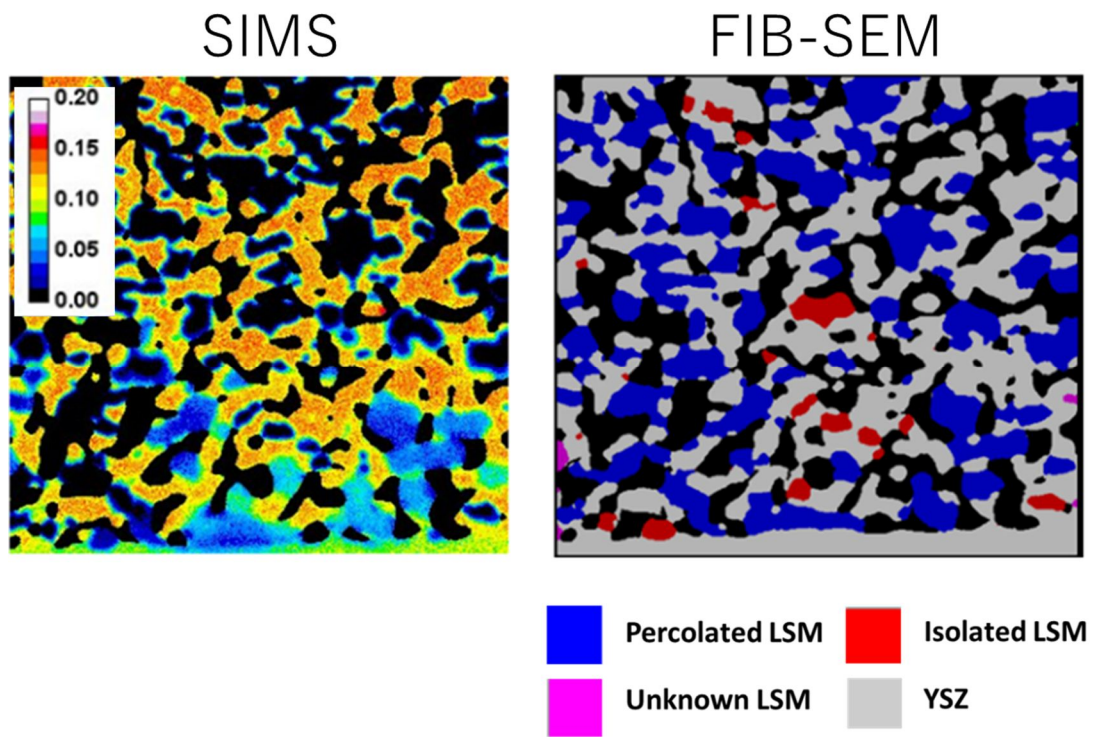 SIMS
FIB-SEM
0.20
0.15
0.10
0.05
0.00
Percolated LSM
Isolated LSM
Unknown LSM
YSZ